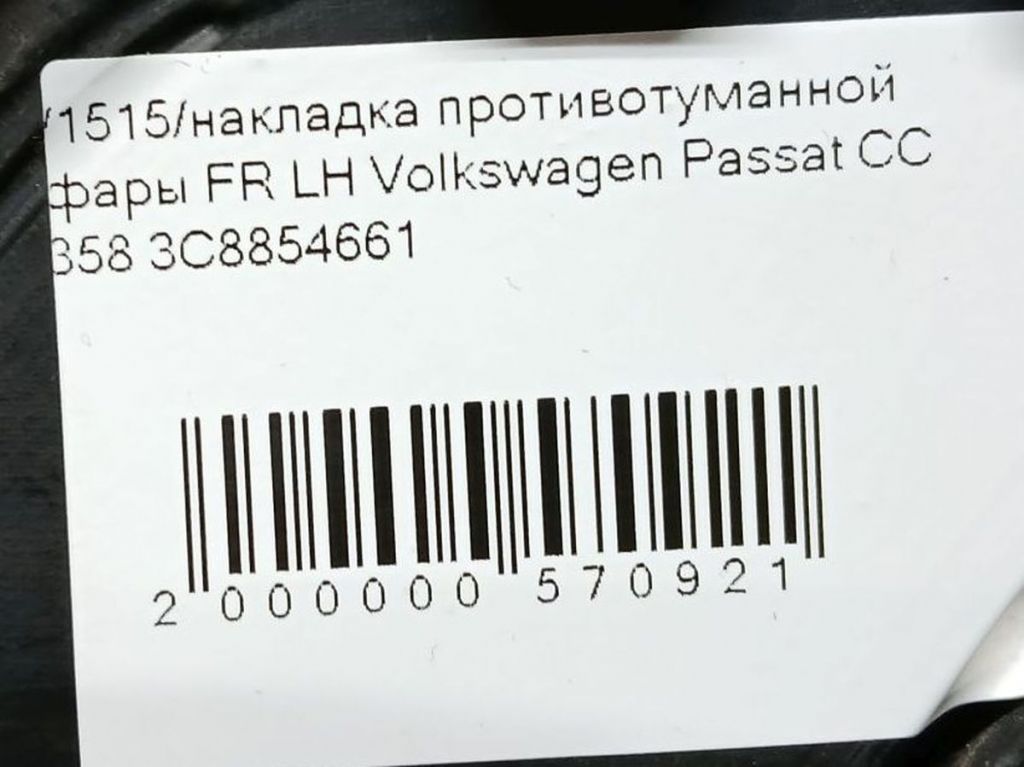 /1515/накладка противотуманной
фары FR LH Volkswagen Passat CC
358 3C8854661
2 000000 570921